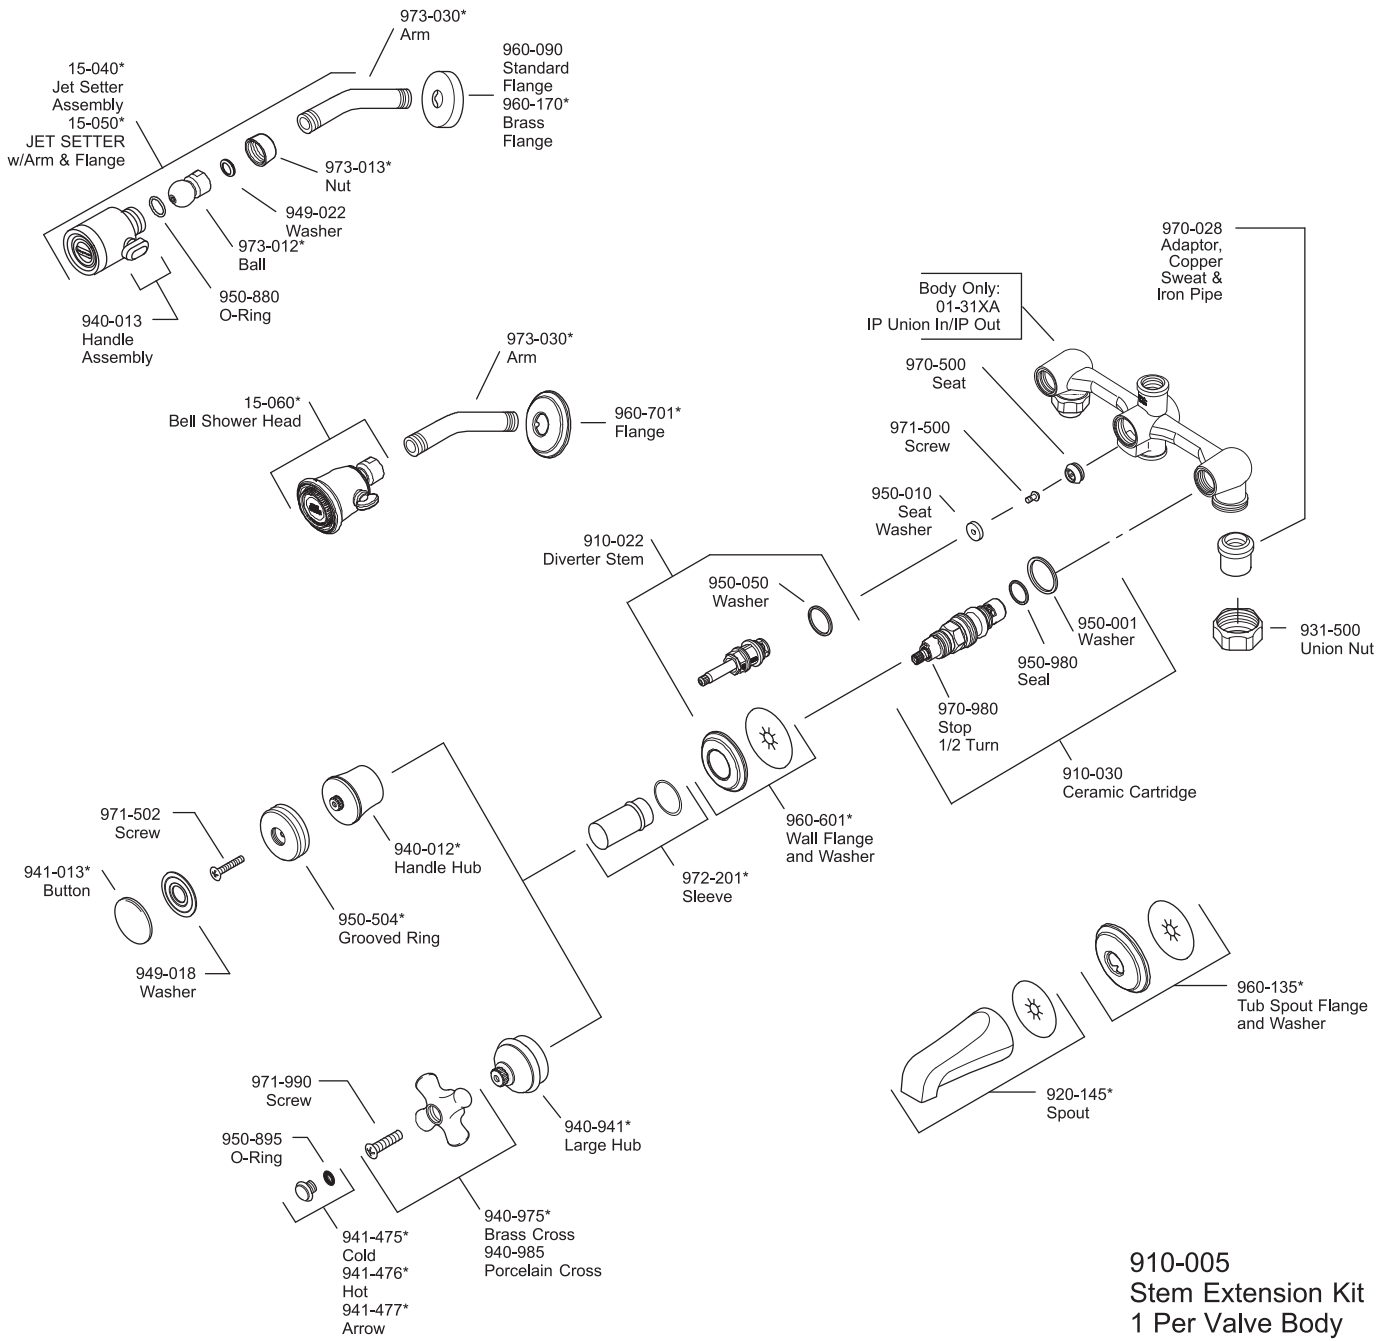 973-030*
Arm
960-090
Standard
Flange
960-170*
Brass
Flange
15-040*
Jet Setter
Assembly
15-050*
JET SETTER
w/Arm & Flange
973-013*
Nut
949-022
Washer
973-012*
Ball
950-880
O-Ring
940-013
Handle
Assembly
970-028
Adaptor,
Copper
Sweat &
Iron Pipe
Body Only:
01-31XA
IP Union In/IP Out
973-030*
Arm
970-500
Seat
15-060*
Bell Shower Head
960-701*
Flange
971-500
Screw
950-010
Seat
Washer
910-022
Diverter Stem
950-050
Washer
950-001
Washer
931-500
Union Nut
950-980
Seal
970-980
Stop
1/2 Turn
910-030
Ceramic Cartridge
971-502
Screw
940-012*
Handle Hub
960-601*
Wall Flange
and Washer
941-013*
Button
972-201*
Sleeve
950-504*
Grooved Ring
949-018
Washer
960-135*
Tub Spout Flange
and Washer
971-990
Screw
920-145*
Spout
940-941*
Large Hub
950-895
O-Ring
940-975*
Brass Cross
940-985
Porcelain Cross
941-475*
Cold
941-476*
Hot
941-477*
Arrow
910-005
Stem Extension Kit
1 Per Valve Body